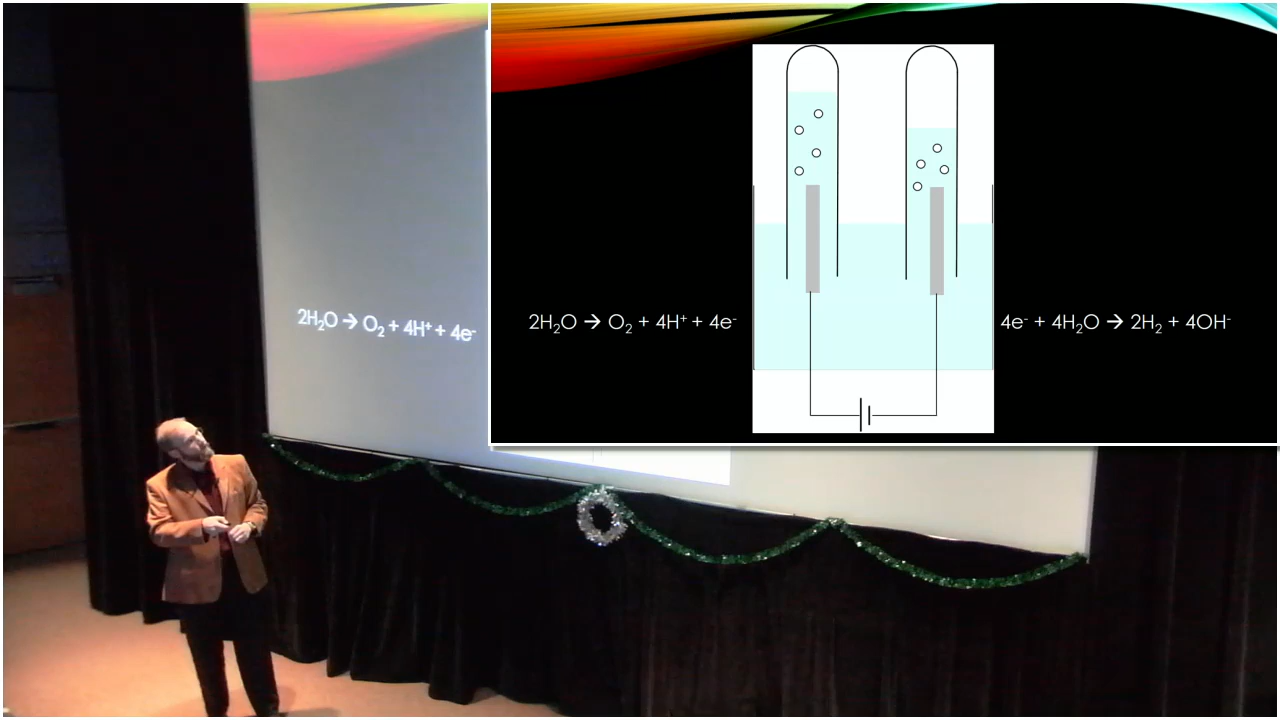 2H₂O → O₂ + 4H⁺ + 4e⁻
2H₂O → O₂ + 4H⁺ + 4e⁻
4e⁻ + 4H₂O → 2H₂ + 4OH⁻